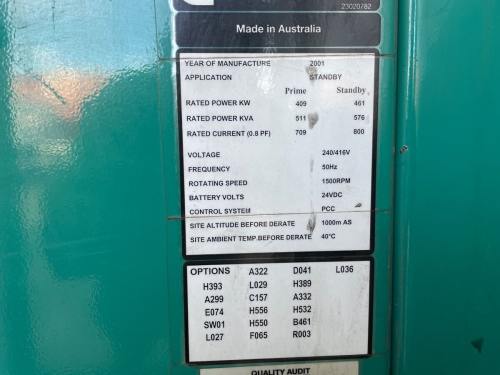 23020782
Made in Australia
YEAR OF MANUFACTURE 2001
APPLICATION STANDBY
Prime Standby
RATED POWER KW 409 461
RATED POWER KVA 511 576
RATED CURRENT (0.8 PF) 709 800
VOLTAGE 240/416V
FREQUENCY 50Hz
ROTATING SPEED 1500RPM
BATTERY VOLTS 24VDC
CONTROL SYSTEM PCC
SITE ALTITUDE BEFORE DERATE 1000m AS
SITE AMBIENT TEMP.BEFORE DERATE 40°C
OPTIONS A322 D041 L036
H393 L029 H389
A299 C157 A332
E074 H556 H532
SW01 H550 B461
L027 F065 R003
QUALITY AUDIT